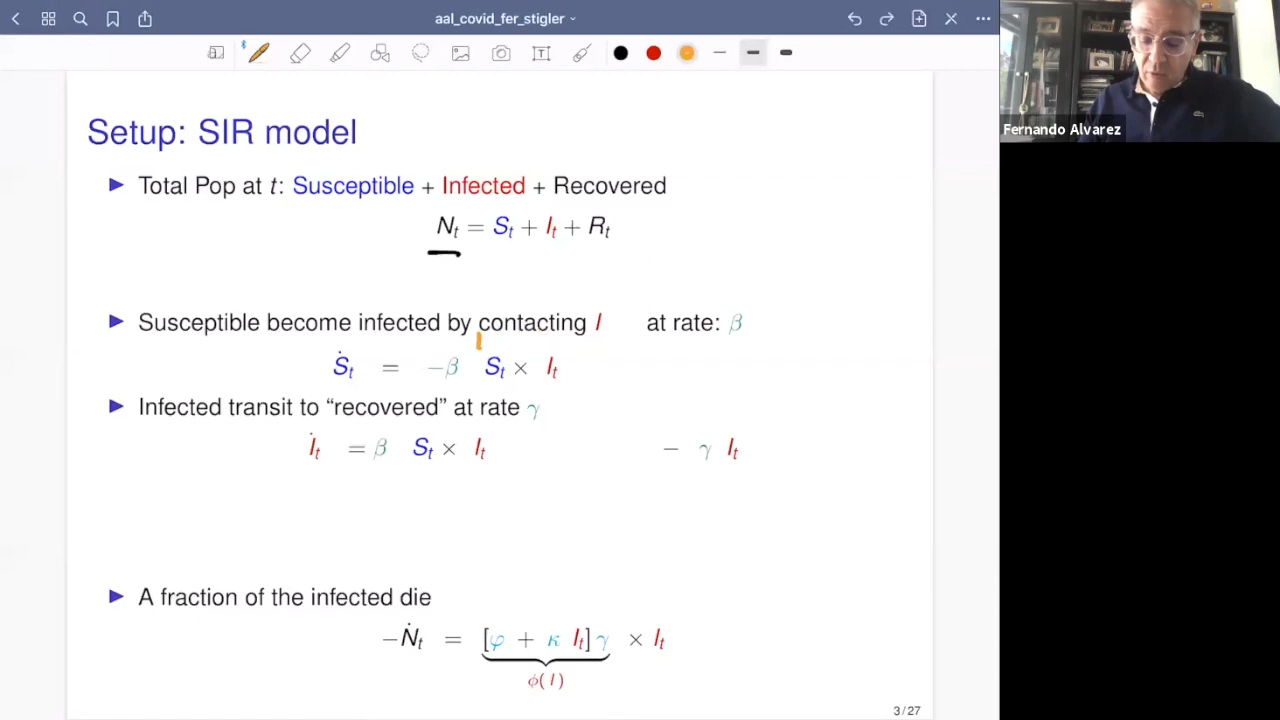 aal_covid_fer_stigler
T
Fernando Alvarez
Setup: SIR model
Total Pop at t: Susceptible + Infected + Recovered
Nₜ = Sₜ + Iₜ + Rₜ
Susceptible become infected by contacting I at rate: β
Ṡₜ = −β Sₜ × Iₜ
Infected transit to “recovered” at rate γ
İₜ = β Sₜ × Iₜ − γ Iₜ
A fraction of the infected die
−Ṅₜ = [φ + κ Iₜ] γ × Iₜ
ϕ(I)
3 / 27